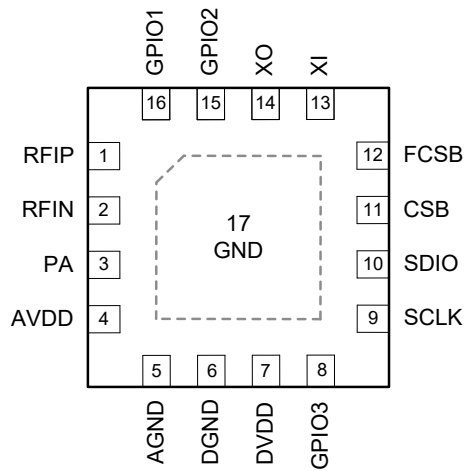 GPIO1
GPIO2
XO
XI
16
15
14
13
RFIP
1
12
FCSB
RFIN
2
11
CSB
17
GND
PA
3
10
SDIO
AVDD
4
9
SCLK
5
6
7
8
AGND
DGND
DVDD
GPIO3